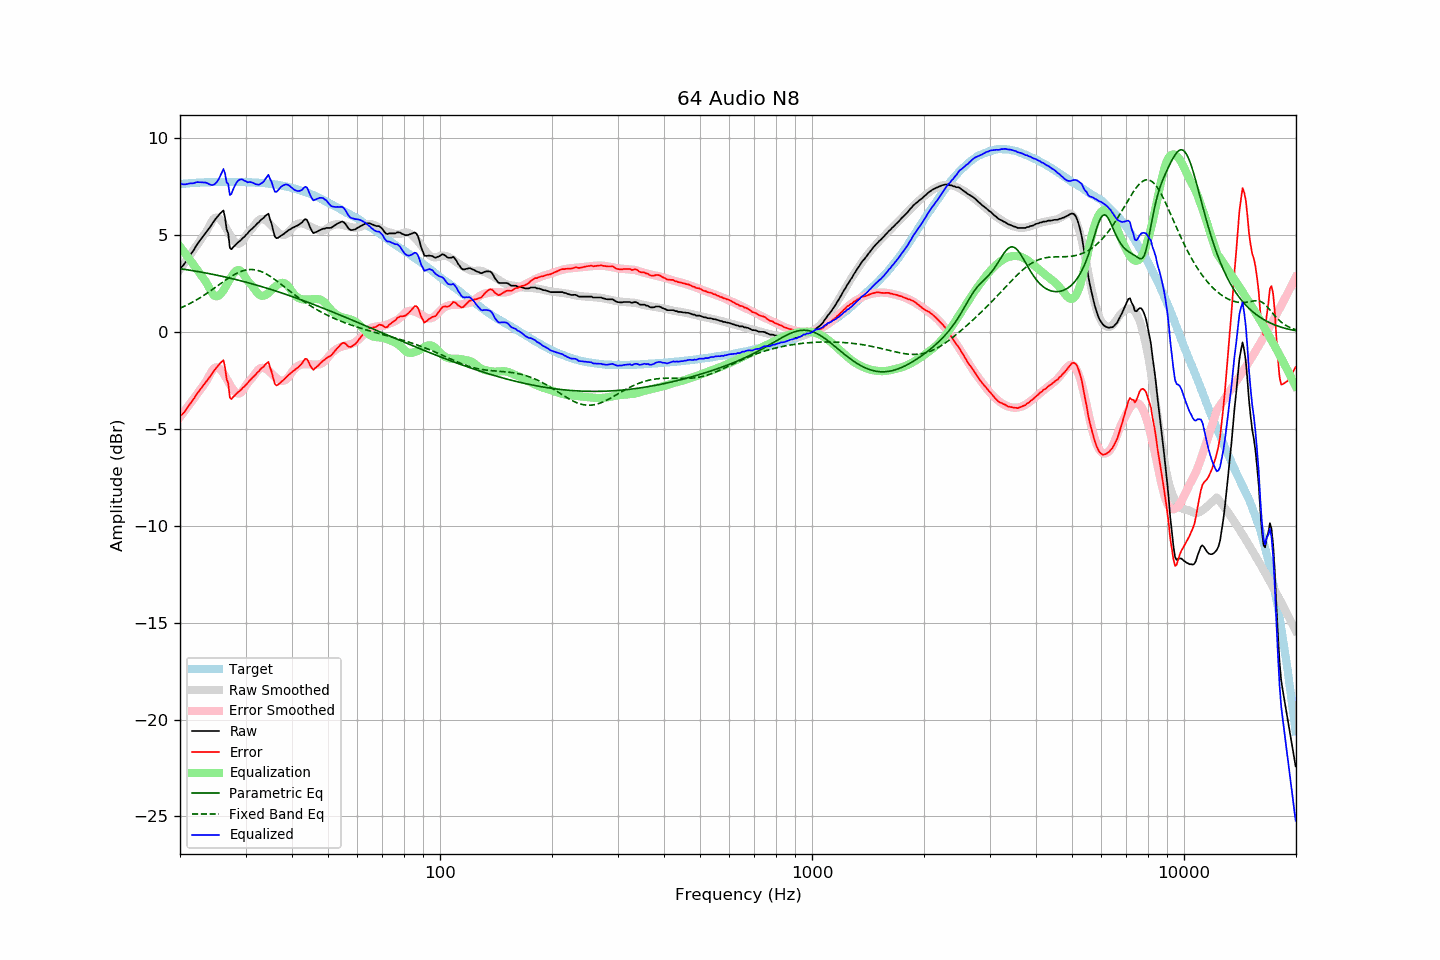 64 Audio N8
10
5
0
−5
−10
−15
−20
−25
Amplitude (dBr)
Target
Raw Smoothed
Error Smoothed
Raw
Error
Equalization
Parametric Eq
Fixed Band Eq
Equalized
100
1000
10000
Frequency (Hz)